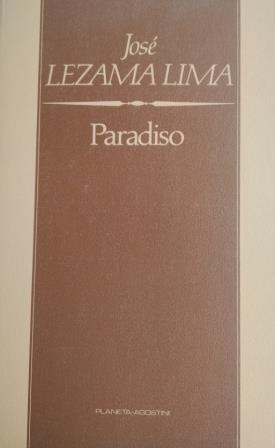 José
LEZAMA LIMA
Paradiso
PLANETA-AGOSTINI